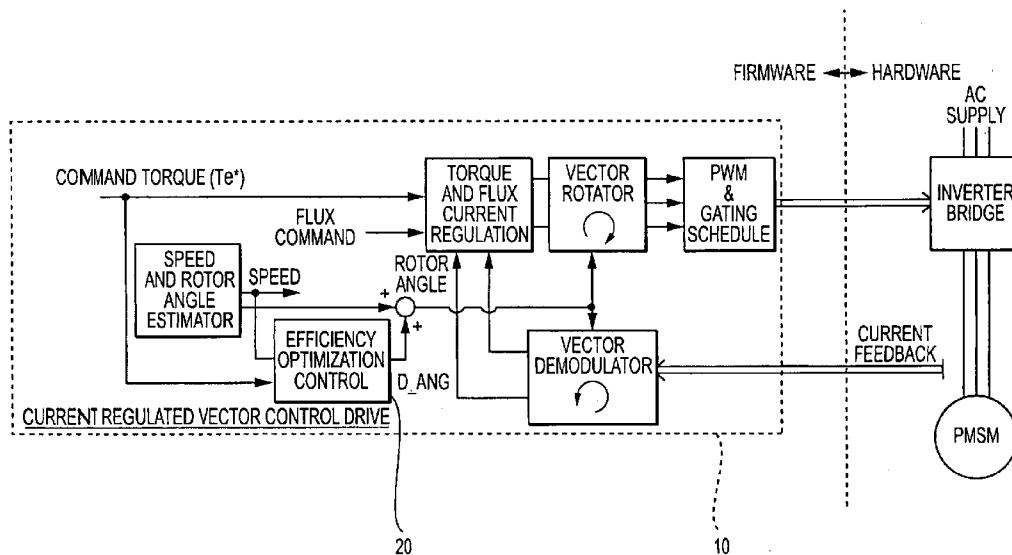 FIRMWARE
HARDWARE
AC
SUPPLY
COMMAND TORQUE (Te*)
FLUX
COMMAND
TORQUE
AND FLUX
CURRENT
REGULATION
VECTOR
ROTATOR
PWM
&
GATING
SCHEDULE
INVERTER
BRIDGE
SPEED
AND ROTOR
ANGLE
ESTIMATOR
SPEED
ROTOR
ANGLE
+
+
EFFICIENCY
OPTIMIZATION
CONTROL
D_ANG
VECTOR
DEMODULATOR
CURRENT
FEEDBACK
CURRENT REGULATED VECTOR CONTROL DRIVE
PMSM
20
10